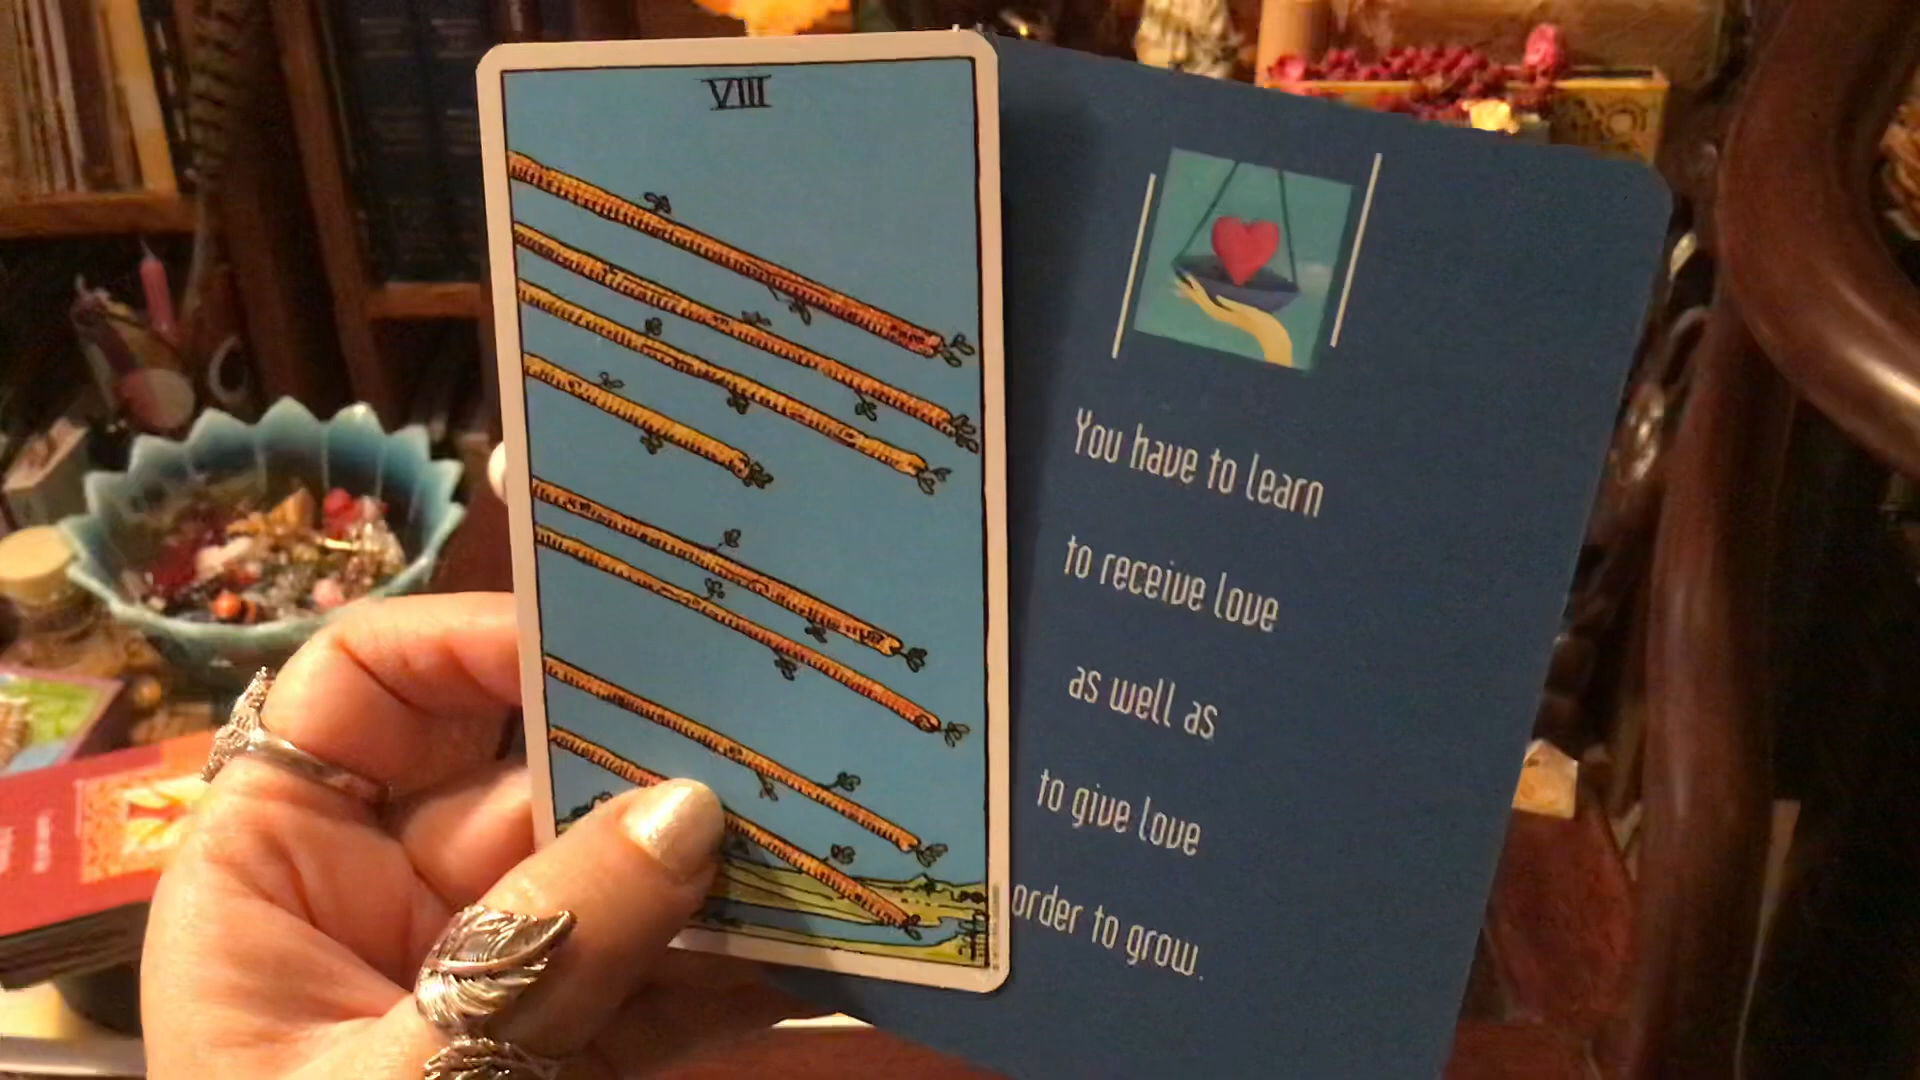 VIII
You have to learn
to receive love
as well as
to give love
order to grow.